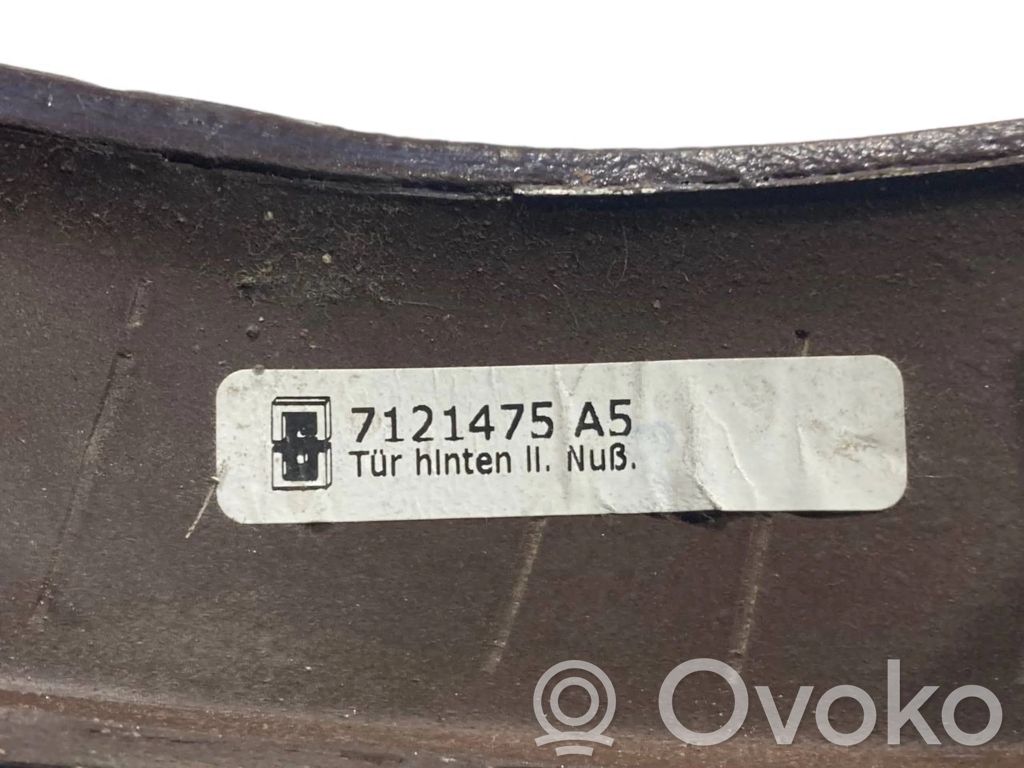 7121475 A5
Tür hinten li. Nuß.
Ovoko